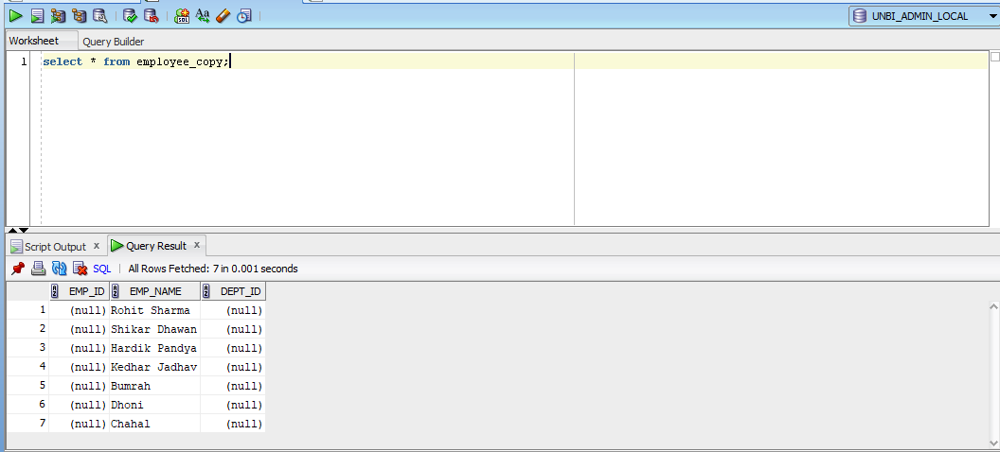 UNBI_ADMIN_LOCAL
Worksheet Query Builder
1 select * from employee_copy;
Script Output x Query Result x
SQL All Rows Fetched: 7 in 0.001 seconds
EMP_ID EMP_NAME DEPT_ID
1 (null) Rohit Sharma (null)
2 (null) Shikar Dhawan (null)
3 (null) Hardik Pandya (null)
4 (null) Kedhar Jadhav (null)
5 (null) Bumrah (null)
6 (null) Dhoni (null)
7 (null) Chahal (null)